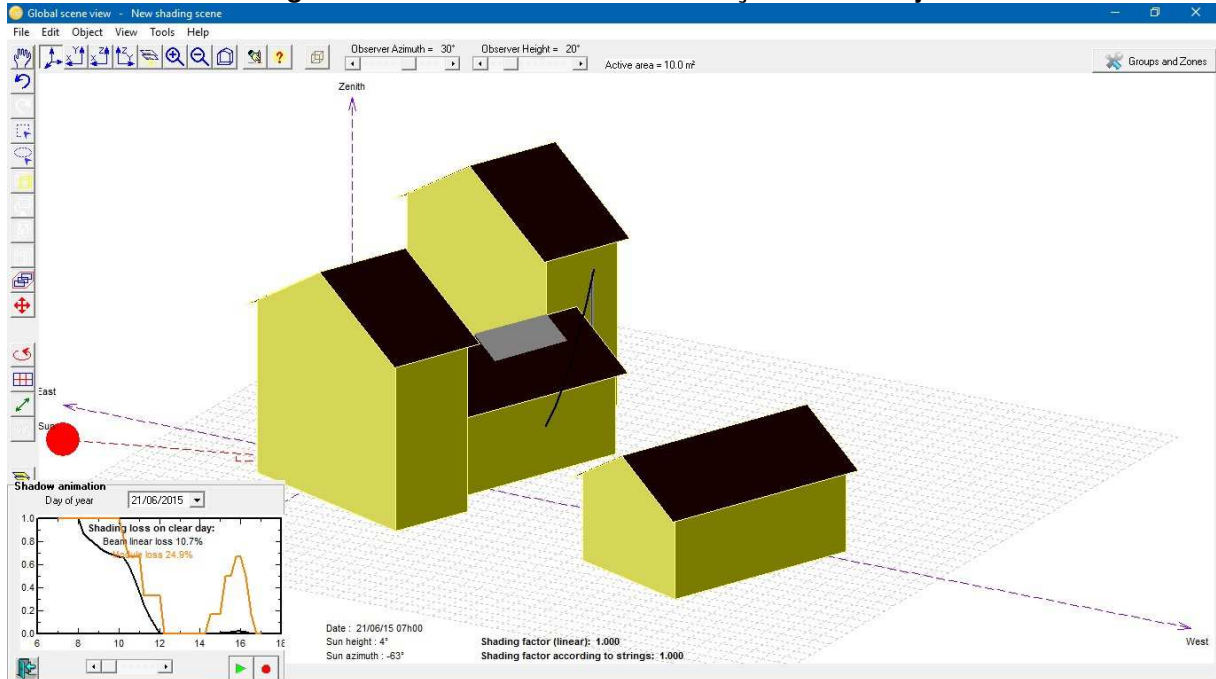 Global scene view - New shading scene
File Edit Object View Tools Help
Observer Azimuth = 30° Observer Height = 20°
Active area = 10.0 m²
Groups and Zones
Zenith
East
Sun
West
Shadow animation
Day of year 21/06/2015
Shading loss on clear day:
Beam linear loss 10.7%
Module loss 24.9%
1.0
0.8
0.6
0.4
0.2
0.0
6 8 10 12 14 16 18
Date : 21/06/15 07h00
Sun height : 4°
Sun azimuth : -63°
Shading factor (linear): 1.000
Shading factor according to strings: 1.000